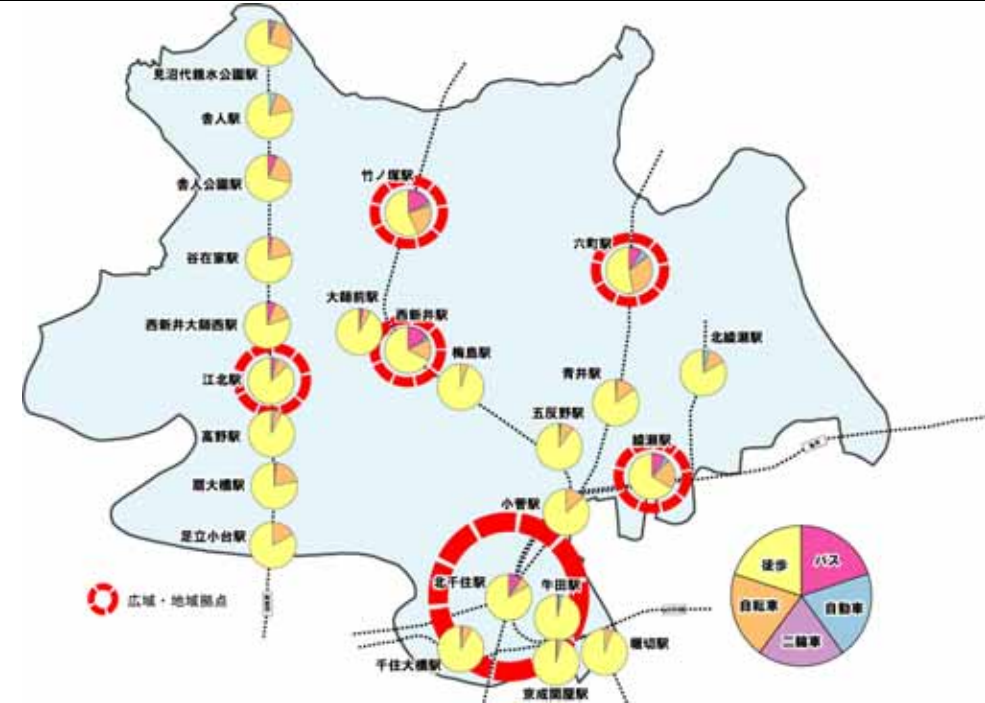 見沼代親水公園駅
舎人駅
舎人公園駅
竹ノ塚駅
六町駅
谷在家駅
大師前駅
西新井駅
西新井大師西駅
梅島駅
北綾瀬駅
江北駅
青井駅
五反野駅
高野駅
綾瀬駅
扇大橋駅
小菅駅
足立小台駅
北千住駅
牛田駅
千住大橋駅
堀切駅
京成関屋駅
広域・地域拠点
徒歩
バス
自転車
自動車
二輪車